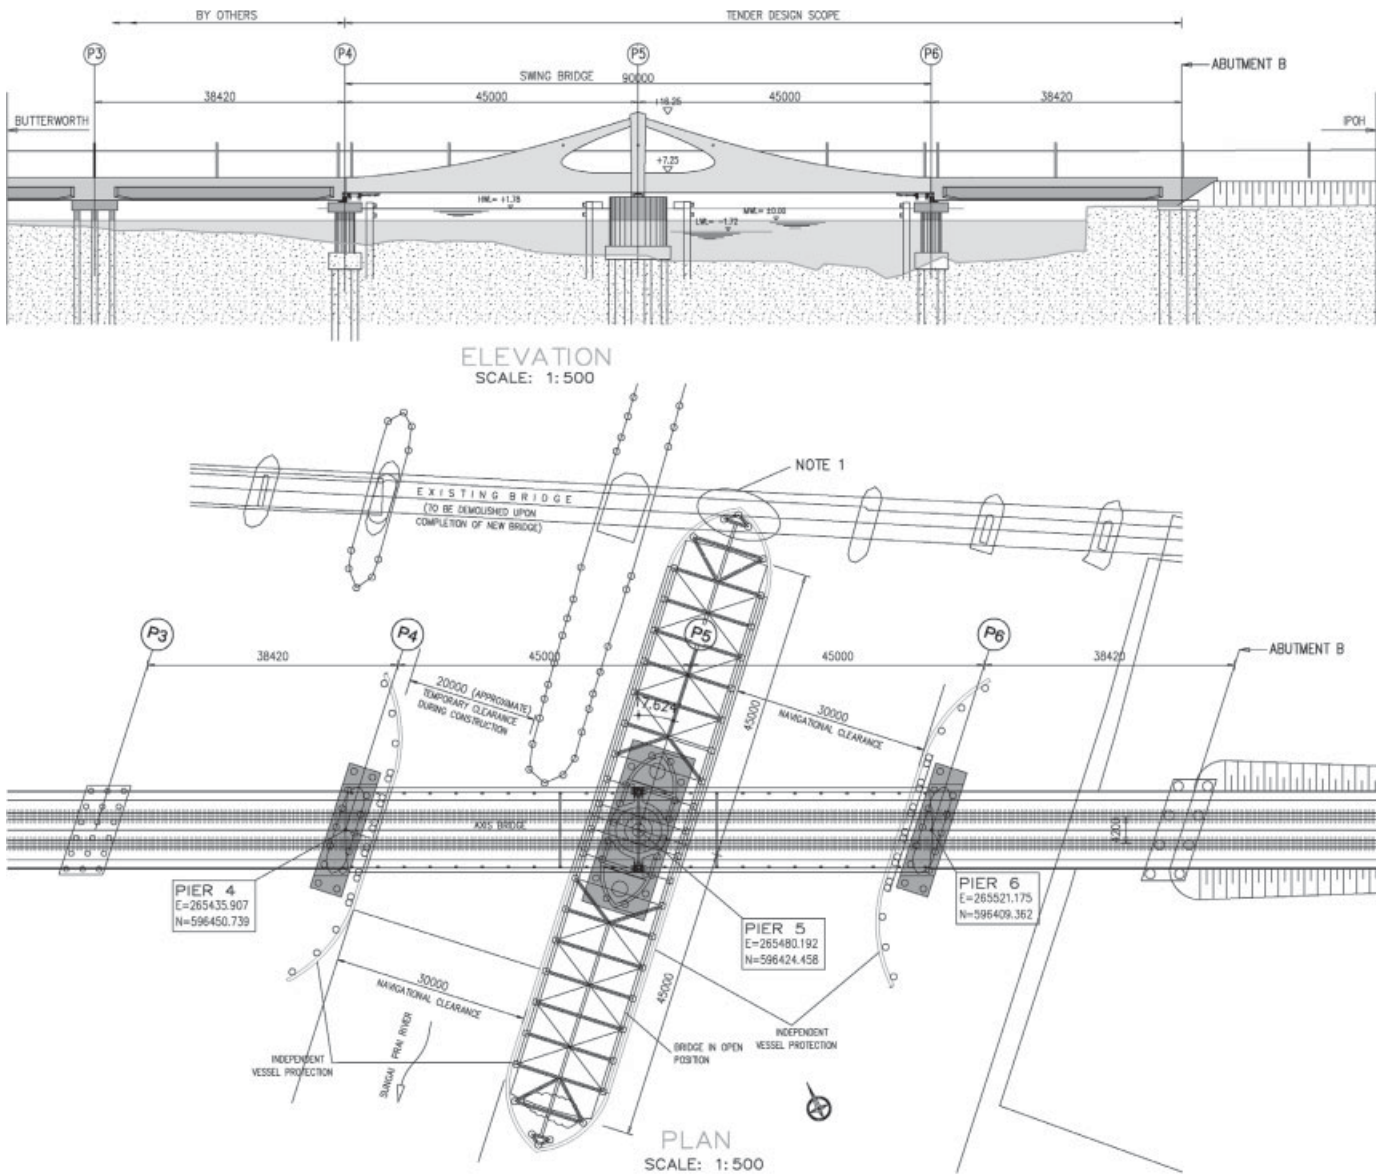 BY OTHERS
TENDER DESIGN SCOPE
P3
P4
P5
P6
ABUTMENT B
SWING BRIDGE
90000
38420
45000
45000
38420
BUTTERWORTH
IPOH
+7.25
HWL= +1.78
MWL= ±0.00
LWL= -1.72
ELEVATION
SCALE: 1:500
NOTE 1
EXISTING BRIDGE
(TO BE DEMOLISHED UPON
COMPLETION OF NEW BRIDGE)
P3
P4
P5
P6
ABUTMENT B
38420
45000
45000
38420
20000 (APPROXIMATE)
TEMPORARY CLEARANCE
DURING CONSTRUCTION
7,624
45000
30000
NAVIGATIONAL CLEARANCE
AXIS BRIDGE
4200
PIER 4
E=265435.907
N=596450.739
PIER 5
E=265480.192
N=596424.458
PIER 6
E=265521.175
N=596409.362
30000
NAVIGATIONAL CLEARANCE
45000
SUNGAI PRAI RIVER
INDEPENDENT
VESSEL PROTECTION
BRIDGE IN OPEN
POSITION
INDEPENDENT
VESSEL PROTECTION
PLAN
SCALE: 1:500